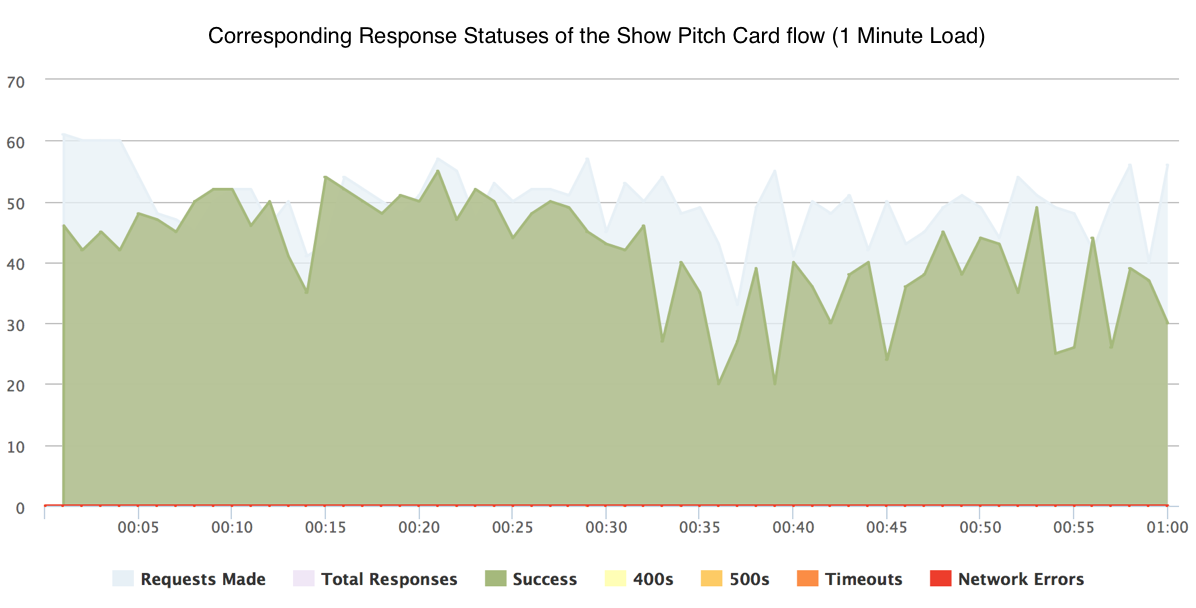 Corresponding Response Statuses of the Show Pitch Card flow (1 Minute Load)
70
60
50
40
30
20
10
0
00:05 00:10 00:15 00:20 00:25 00:30 00:35 00:40 00:45 00:50 00:55 01:00
Requests Made Total Responses Success 400s 500s Timeouts Network Errors